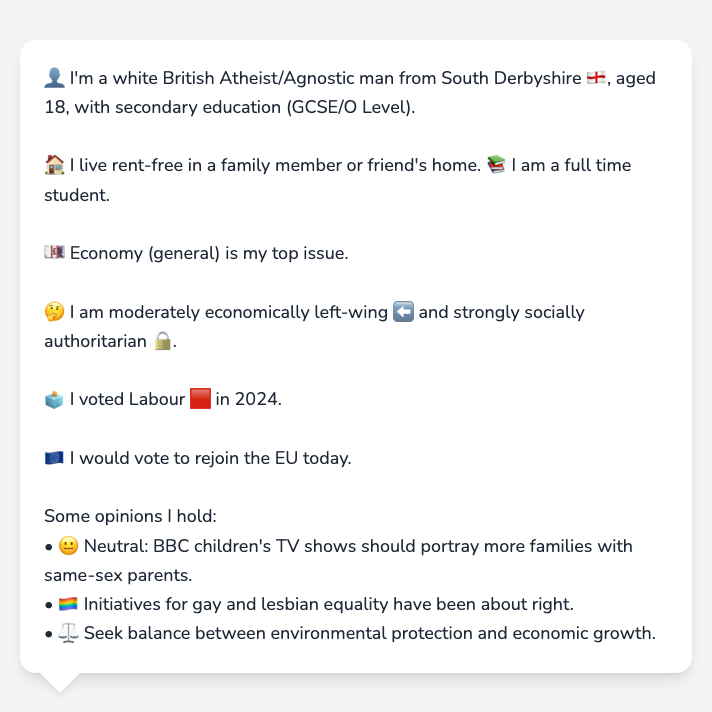 👤 I'm a white British Atheist/Agnostic man from South Derbyshire 🏴󠁧󠁢󠁥󠁮󠁧󠁿, aged
18, with secondary education (GCSE/O Level).
🏠 I live rent-free in a family member or friend's home. 📚 I am a full time
student.
💷 Economy (general) is my top issue.
🤔 I am moderately economically left-wing ⬅️ and strongly socially
authoritarian 🔒.
🗳️ I voted Labour 🟥 in 2024.
🇪🇺 I would vote to rejoin the EU today.
Some opinions I hold:
• 😐 Neutral: BBC children's TV shows should portray more families with
same-sex parents.
• 🏳️‍🌈 Initiatives for gay and lesbian equality have been about right.
• ⚖️ Seek balance between environmental protection and economic growth.